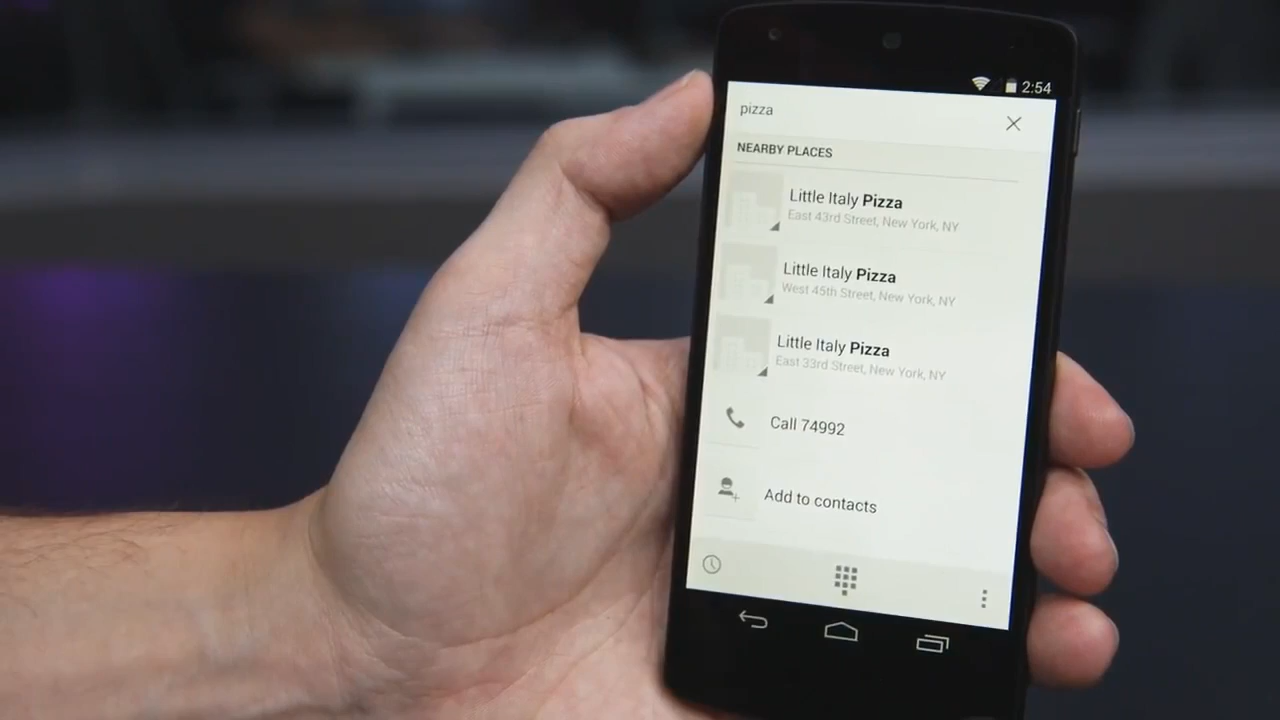 2:54
pizza
NEARBY PLACES
Little Italy Pizza
East 43rd Street, New York, NY
Little Italy Pizza
West 45th Street, New York, NY
Little Italy Pizza
East 33rd Street, New York, NY
Call 74992
Add to contacts